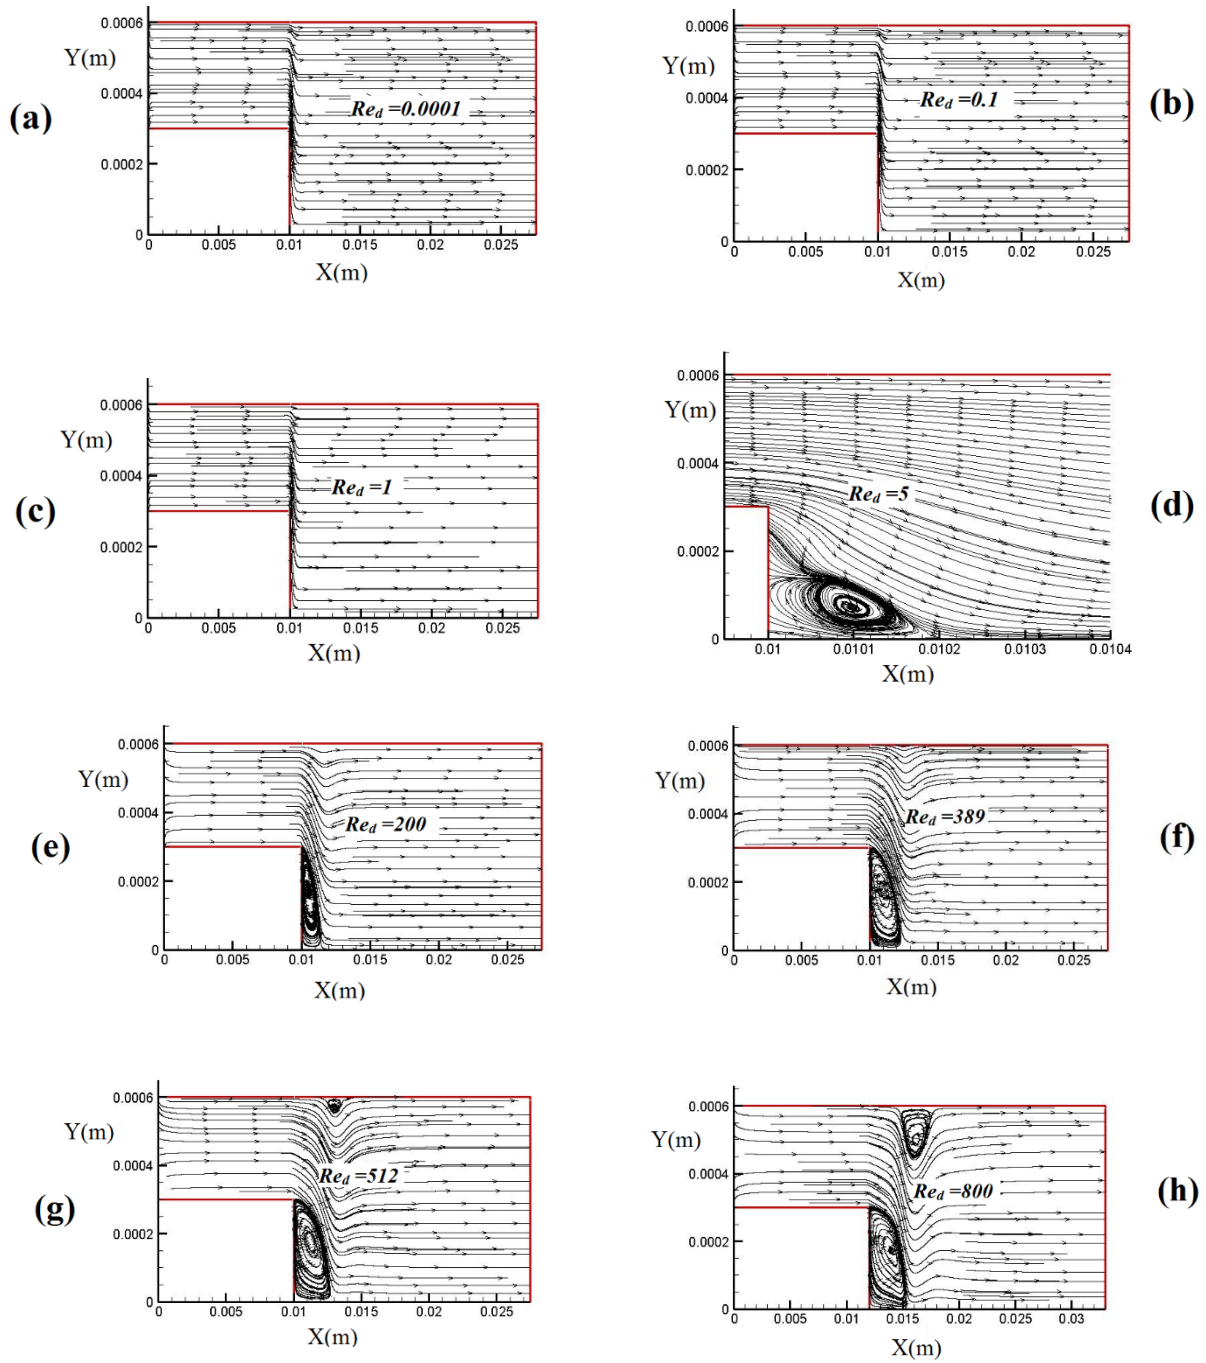 (a)
Y(m)
0.0006
0.0004
0.0002
0
Re_d =0.0001
0 0.005 0.01 0.015 0.02 0.025
X(m)
(b)
Y(m)
0.0006
0.0004
0.0002
0
Re_d =0.1
0 0.005 0.01 0.015 0.02 0.025
X(m)
(c)
Y(m)
0.0006
0.0004
0.0002
0
Re_d =1
0 0.005 0.01 0.015 0.02 0.025
X(m)
(d)
Y(m)
0.0006
0.0004
0.0002
0
Re_d =5
0.01 0.0101 0.0102 0.0103 0.0104
X(m)
(e)
Y(m)
0.0006
0.0004
0.0002
0
Re_d =200
0 0.005 0.01 0.015 0.02 0.025
X(m)
(f)
Y(m)
0.0006
0.0004
0.0002
0
Re_d =389
0 0.005 0.01 0.015 0.02 0.025
X(m)
(g)
Y(m)
0.0006
0.0004
0.0002
0
Re_d =512
0 0.005 0.01 0.015 0.02 0.025
X(m)
(h)
Y(m)
0.0006
0.0004
0.0002
0
Re_d =800
0 0.005 0.01 0.015 0.02 0.025 0.03
X(m)